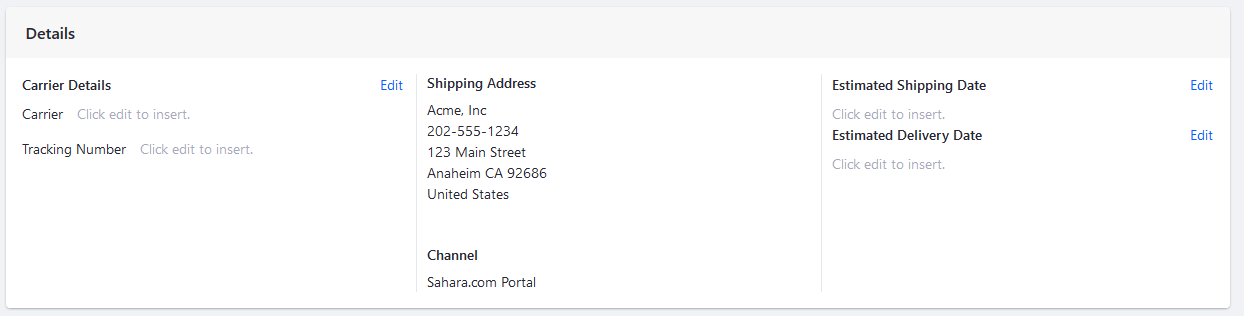 Details
Carrier Details Edit
Carrier Click edit to insert.
Tracking Number Click edit to insert.
Shipping Address
Acme, Inc
202-555-1234
123 Main Street
Anaheim CA 92686
United States
Channel
Sahara.com Portal
Estimated Shipping Date Edit
Click edit to insert.
Estimated Delivery Date Edit
Click edit to insert.